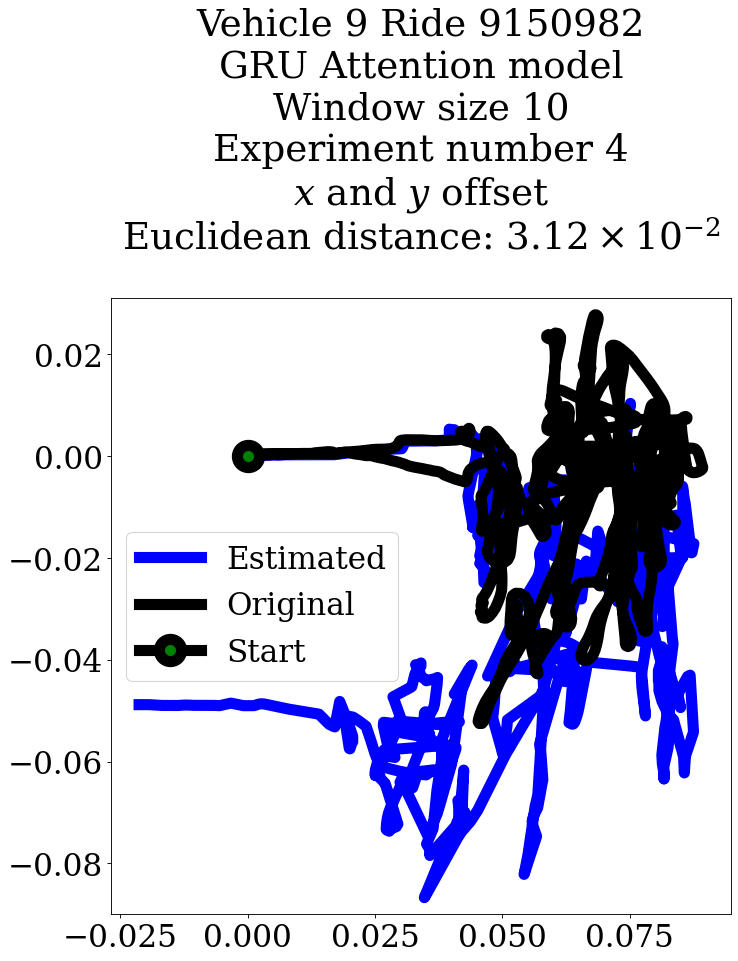 Vehicle 9 Ride 9150982
GRU Attention model
Window size 10
Experiment number 4
x and y offset
Euclidean distance: 3.12 × 10⁻²
0.02
0.00
−0.02
−0.04
−0.06
−0.08
Estimated
Original
Start
−0.025 0.000 0.025 0.050 0.075